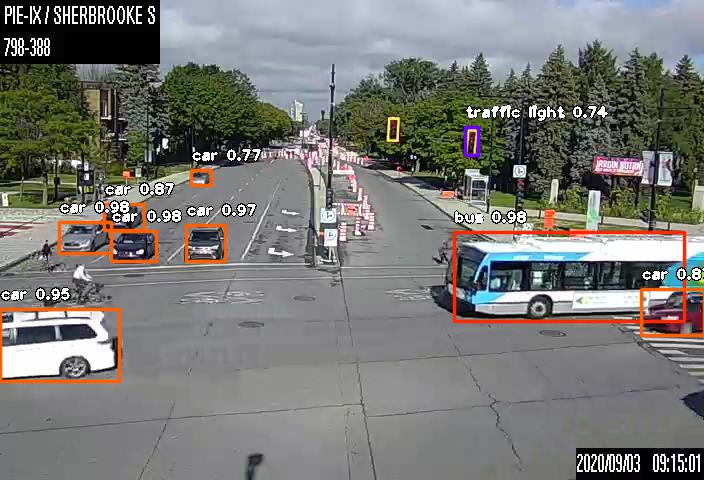 PIE-IX / SHERBROOKE S
798-388
traffic light 0.74
car 0.77
car 0.87
car 0.98
car 0.98
car 0.97
bus 0.98
car 0.8
car 0.95
JARDIN BOTANI
2020/09/03 09:15:01